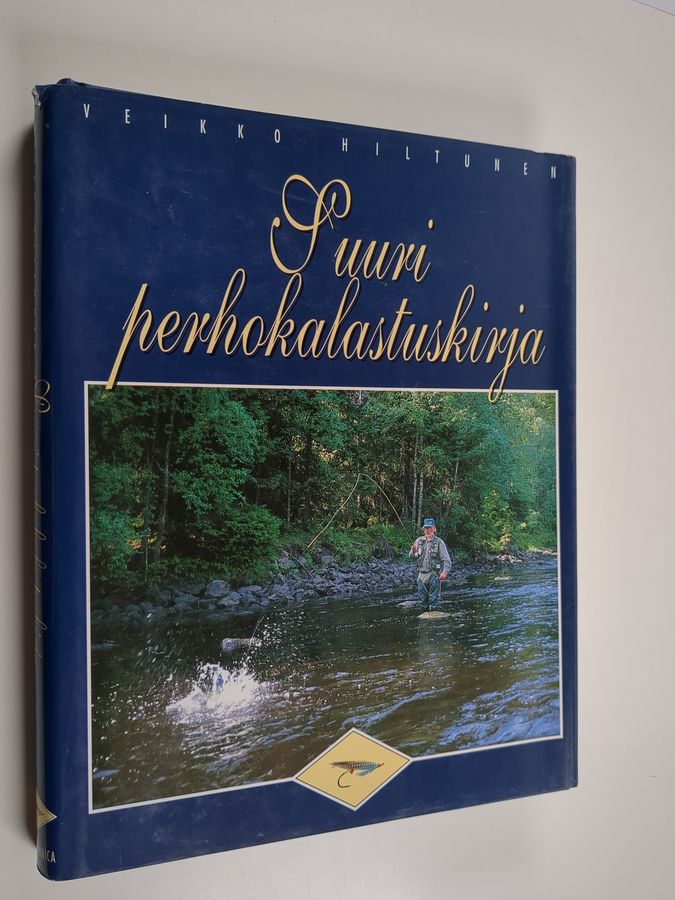 VEIKKO HILTUNEN
Suuri
perhokalastuskirja